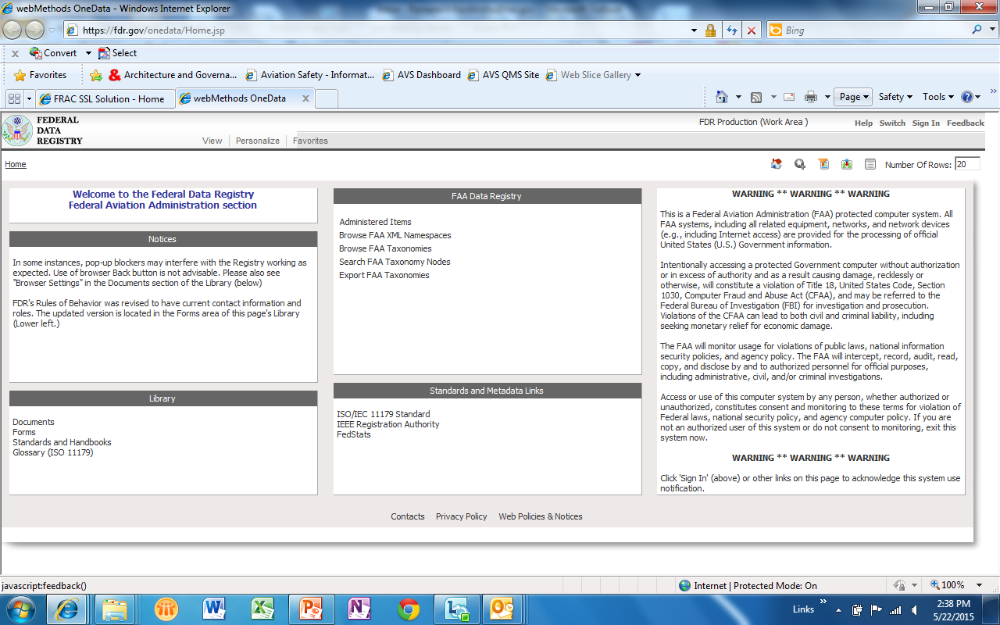 webMethods OneData - Windows Internet Explorer
https://fdr.gov/onedata/Home.jsp
Bing
x Convert Select
Favorites Architecture and Governa... Aviation Safety - Informat... AVS Dashboard AVS QMS Site Web Slice Gallery
FRAC SSL Solution - Home webMethods OneData x Page Safety Tools
FEDERAL
DATA
REGISTRY
FDR Production (Work Area ) Help Switch Sign In Feedback
View Personalize Favorites
Home Number Of Rows: 20
Welcome to the Federal Data Registry
Federal Aviation Administration section
Notices
In some instances, pop-up blockers may interfere with the Registry working as
expected. Use of browser Back button is not advisable. Please also see
"Browser Settings" in the Documents section of the Library (below)
FDR's Rules of Behavior was revised to have current contact information and
roles. The updated version is located in the Forms area of this page's Library
(Lower left.)
Library
Documents
Forms
Standards and Handbooks
Glossary (ISO 11179)
FAA Data Registry
Administered Items
Browse FAA XML Namespaces
Browse FAA Taxonomies
Search FAA Taxonomy Nodes
Export FAA Taxonomies
Standards and Metadata Links
ISO/IEC 11179 Standard
IEEE Registration Authority
FedStats
WARNING ** WARNING ** WARNING
This is a Federal Aviation Administration (FAA) protected computer system. All
FAA systems, including all related equipment, networks, and network devices
(e.g., including Internet access) are provided for the processing of official
United States (U.S.) Government information.
Intentionally accessing a protected Government computer without authorization
or in excess of authority and as a result causing damage, recklessly or
otherwise, will constitute a violation of Title 18, United States Code, Section
1030, Computer Fraud and Abuse Act (CFAA), and may be referred to the
Federal Bureau of Investigation (FBI) for investigation and prosecution.
Violations of the CFAA can lead to both civil and criminal liability, including
seeking monetary relief for economic damage.
The FAA will monitor usage for violations of public laws, national information
security policies, and agency policy. The FAA will intercept, record, audit, read,
copy, and disclose by and to authorized personnel for official purposes,
including administrative, civil, and/or criminal investigations.
Access or use of this computer system by any person, whether authorized or
unauthorized, constitutes consent and monitoring to these terms for violation of
Federal laws, national security policy, and agency computer policy. If you are
not an authorized user of this system or do not consent to monitoring, exit this
system now.
WARNING ** WARNING ** WARNING
Click 'Sign In' (above) or other links on this page to acknowledge this system use
notification.
Contacts Privacy Policy Web Policies & Notices
javascript:feedback() Internet | Protected Mode: On 100%
Links 2:38 PM
5/22/2015